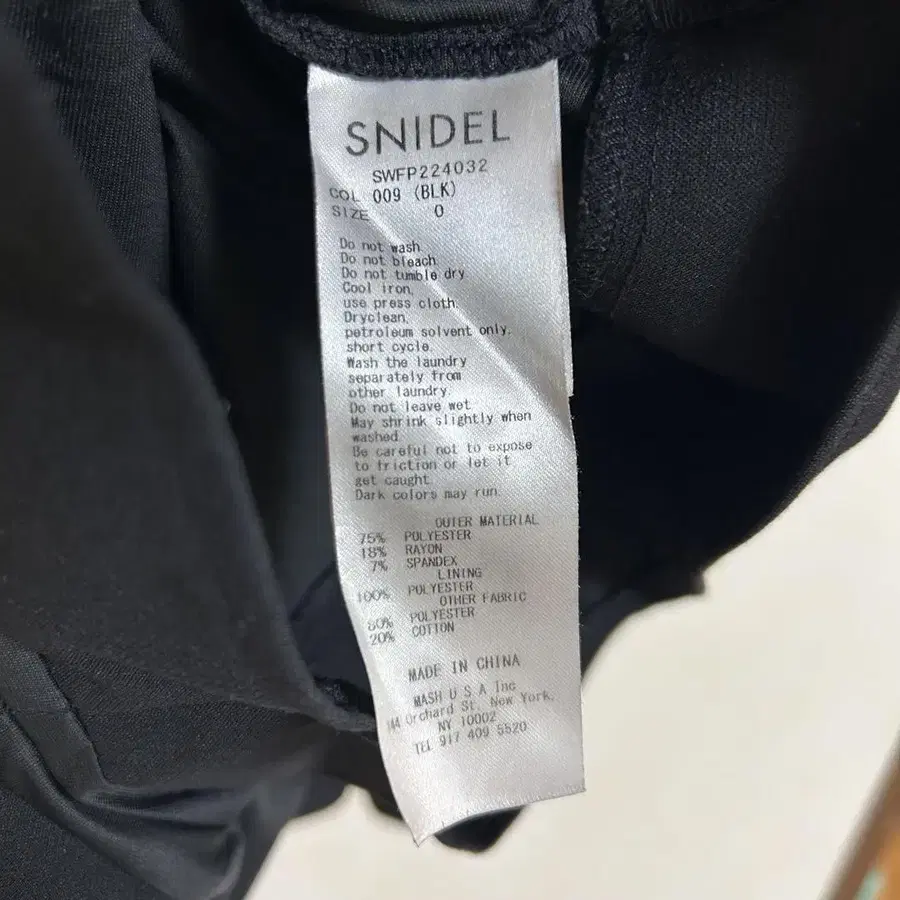 SNIDEL
SWFP224032
COL 009 (BLK)
SIZE 0
Do not wash
Do not bleach
Do not tumble dry
Cool iron,
use press cloth.
Dryclean,
petroleum solvent only,
short cycle.
Wash the laundry
separately from
other laundry.
Do not leave wet
May shrink slightly when
washed
Be careful not to expose
to friction or let it
get caught.
Dark colors may run.
OUTER MATERIAL
75% POLYESTER
18% RAYON
7% SPANDEX
LINING
100% POLYESTER
OTHER FABRIC
80% POLYESTER
20% COTTON
MADE IN CHINA
MASH U S A Inc
Orchard St. New York,
NY 10002
TEL 917 409 5520